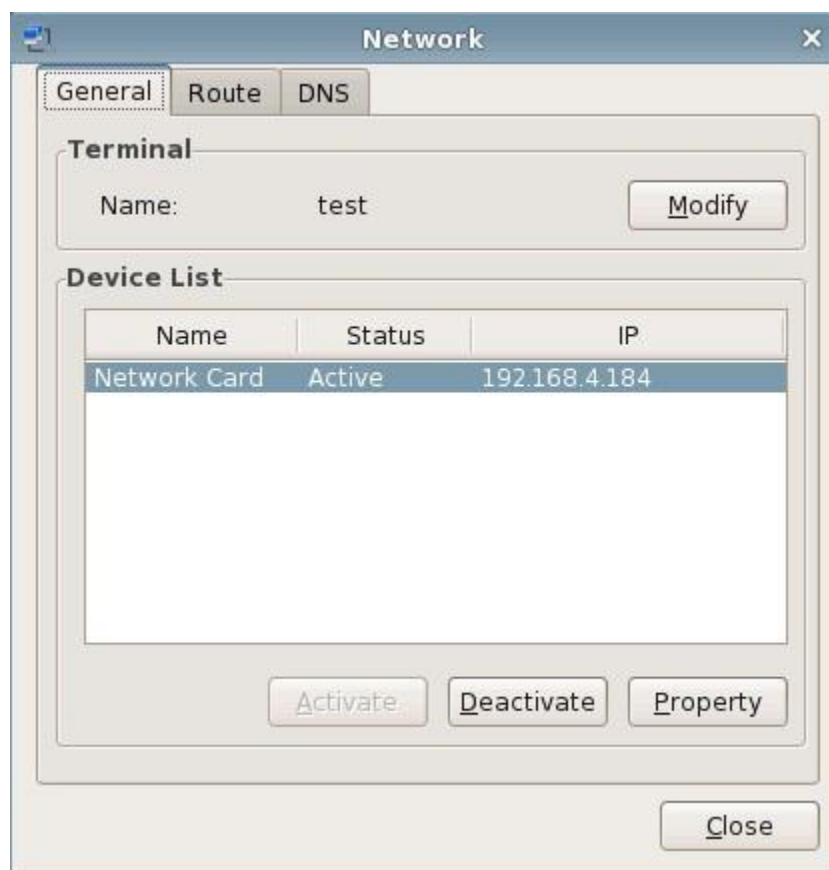 Network
General Route DNS
Terminal
Name: test Modify
Device List
Name Status IP
Network Card Active 192.168.4.184
Activate Deactivate Property
Close